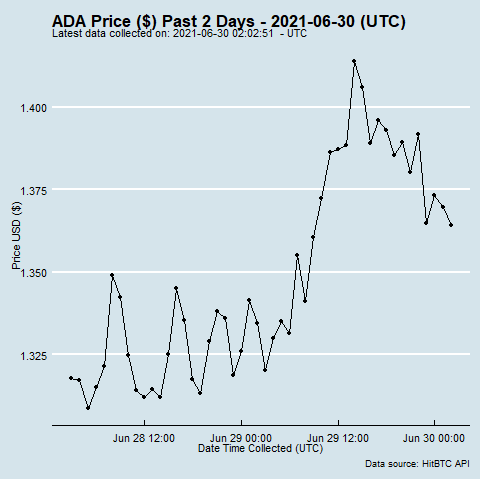 ADA Price ($) Past 2 Days - 2021-06-30 (UTC)
Latest data collected on: 2021-06-30 02:02:51 - UTC
1.400
1.375
1.350
1.325
Price USD ($)
Jun 28 12:00 Jun 29 00:00 Jun 29 12:00 Jun 30 00:00
Date Time Collected (UTC)
Data source: HitBTC API